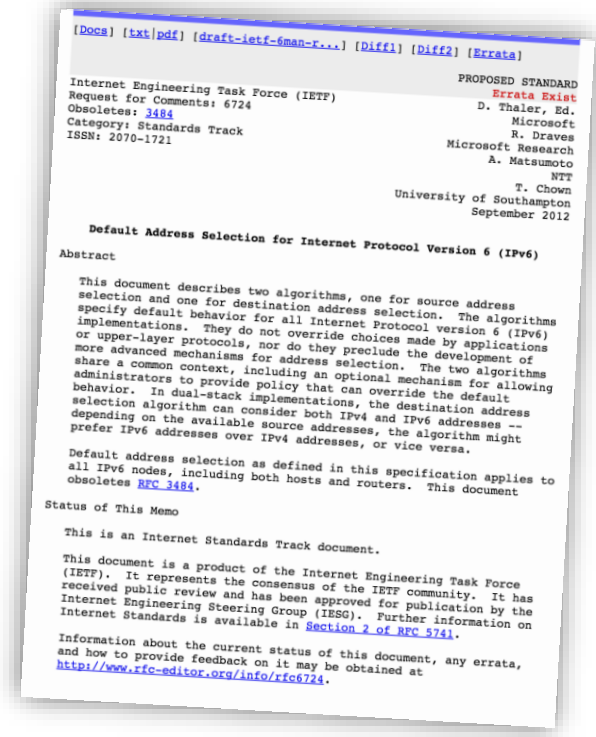 [Docs] [txt|pdf] [draft-ietf-6man-r...] [Diff1] [Diff2] [Errata]
PROPOSED STANDARD
Errata Exist
Internet Engineering Task Force (IETF)
D. Thaler, Ed.
Request for Comments: 6724
Microsoft
Obsoletes: 3484
R. Draves
Category: Standards Track
Microsoft Research
ISSN: 2070-1721
A. Matsumoto
NTT
T. Chown
University of Southampton
September 2012
Default Address Selection for Internet Protocol Version 6 (IPv6)
Abstract
This document describes two algorithms, one for source address
selection and one for destination address selection. The algorithms
specify default behavior for all Internet Protocol version 6 (IPv6)
implementations. They do not override choices made by applications
or upper-layer protocols, nor do they preclude the development of
more advanced mechanisms for address selection. The two algorithms
share a common context, including an optional mechanism for allowing
administrators to provide policy that can override the default
behavior. In dual-stack implementations, the destination address
selection algorithm can consider both IPv4 and IPv6 addresses --
depending on the available source addresses, the algorithm might
prefer IPv6 addresses over IPv4 addresses, or vice versa.
Default address selection as defined in this specification applies to
all IPv6 nodes, including both hosts and routers. This document
obsoletes RFC 3484.
Status of This Memo
This is an Internet Standards Track document.
This document is a product of the Internet Engineering Task Force
(IETF). It represents the consensus of the IETF community. It has
received public review and has been approved for publication by the
Internet Engineering Steering Group (IESG). Further information on
Internet Standards is available in Section 2 of RFC 5741.
Information about the current status of this document, any errata,
and how to provide feedback on it may be obtained at
http://www.rfc-editor.org/info/rfc6724.